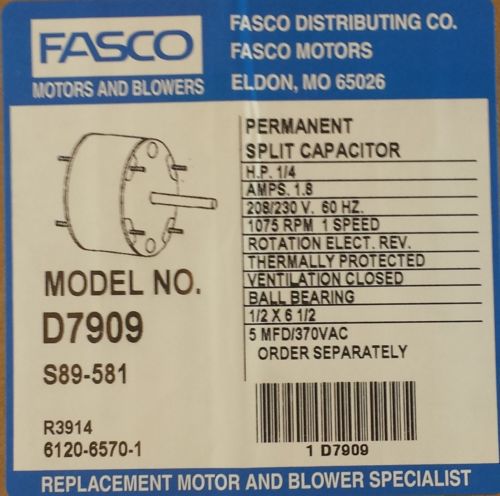 FASCO
MOTORS AND BLOWERS
FASCO DISTRIBUTING CO.
FASCO MOTORS
ELDON, MO 65026
PERMANENT
SPLIT CAPACITOR
H.P. 1/4
AMPS. 1.8
208/230 V. 60 HZ.
1075 RPM 1 SPEED
ROTATION ELECT. REV.
THERMALLY PROTECTED
VENTILATION CLOSED
BALL BEARING
1/2 X 6 1/2
5 MFD/370VAC
ORDER SEPARATELY
MODEL NO.
D7909
S89-581
R3914
6120-6570-1
1 D7909
REPLACEMENT MOTOR AND BLOWER SPECIALIST